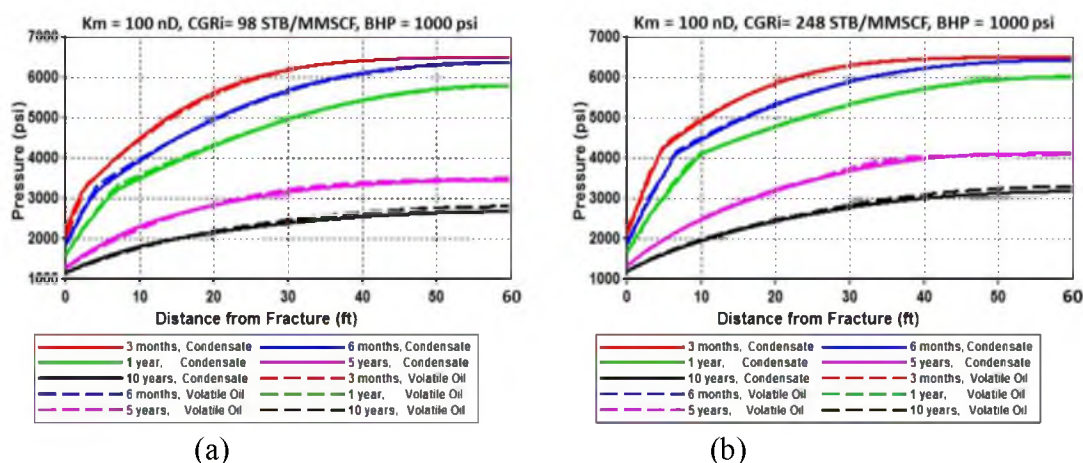 Km = 100 nD, CGRi= 98 STB/MMSCF, BHP = 1000 psi
7000
6000
5000
4000
3000
2000
1000
Pressure (psi)
0 10 20 30 40 50 60
Distance from Fracture (ft)
3 months, Condensate 6 months, Condensate
1 year, Condensate 5 years, Condensate
10 years, Condensate 3 months, Volatile Oil
6 months, Volatile Oil 1 year, Volatile Oil
5 years, Volatile Oil 10 years, Volatile Oil
(a)
Km = 100 nD, CGRi= 248 STB/MMSCF, BHP = 1000 psi
7000
6000
5000
4000
3000
2000
1000
Pressure (psi)
0 10 20 30 40 50 60
Distance from Fracture (ft)
3 months, Condensate 6 months, Condensate
1 year, Condensate 5 years, Condensate
10 years, Condensate 3 months, Volatile Oil
6 months, Volatile Oil 1 year, Volatile Oil
5 years, Volatile Oil 10 years, Volatile Oil
(b)